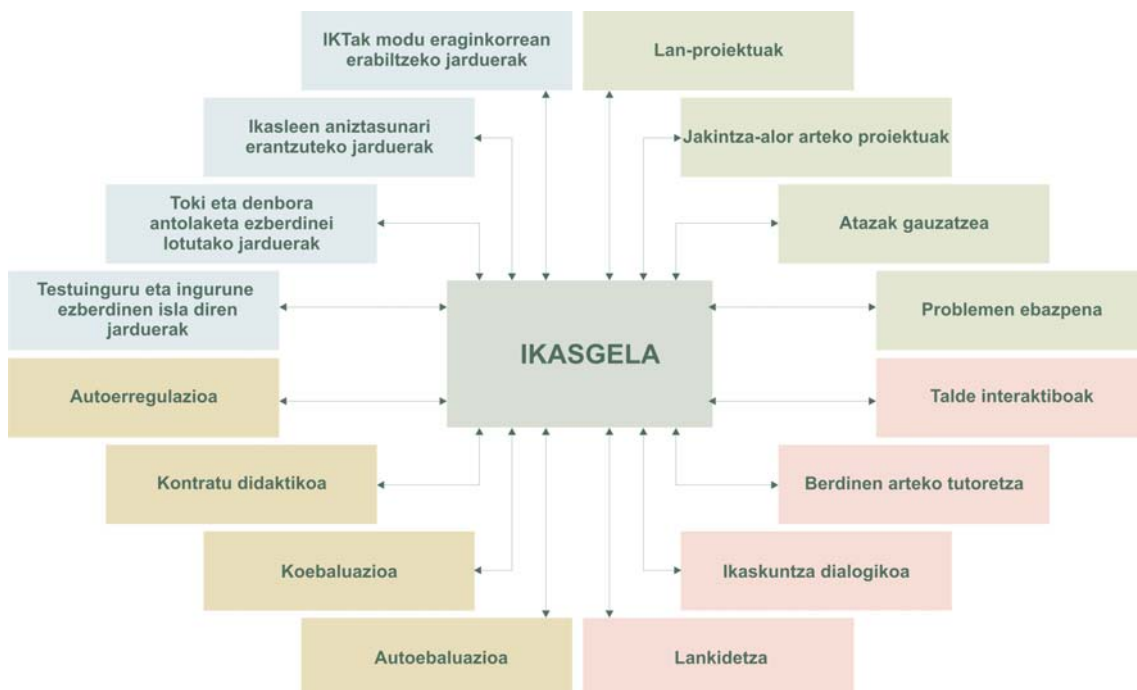 IKTak modu eraginkorrean
erabiltzeko jarduerak
Lan-proiektuak
Ikasleen aniztasunari
erantzuteko jarduerak
Jakintza-alor arteko proiektuak
Toki eta denbora
antolaketa ezberdinei
lotutako jarduerak
Atazak gauzatzea
Testuinguru eta ingurune
ezberdinen isla diren
jarduerak
Problemen ebazpena
IKASGELA
Autoerregulazioa
Talde interaktiboak
Kontratu didaktikoa
Berdinen arteko tutoretza
Koebaluazioa
Ikaskuntza dialogikoa
Autoebaluazioa
Lankidetza